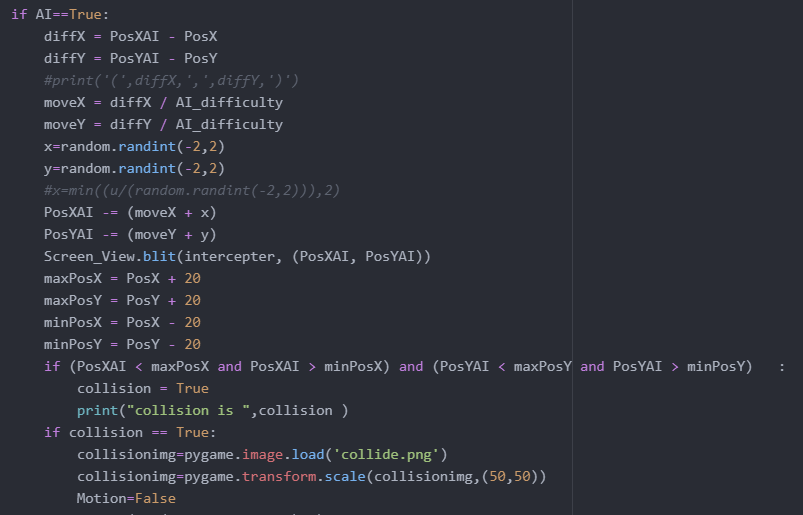 if AI==True:
    diffX = PosXAI - PosX
    diffY = PosYAI - PosY
    #print('(',diffX,',',diffY,')')
    moveX = diffX / AI_difficulty
    moveY = diffY / AI_difficulty
    x=random.randint(-2,2)
    y=random.randint(-2,2)
    #x=min((u/(random.randint(-2,2))),2)
    PosXAI -= (moveX + x)
    PosYAI -= (moveY + y)
    Screen_View.blit(intercepter, (PosXAI, PosYAI))
    maxPosX = PosX + 20
    maxPosY = PosY + 20
    minPosX = PosX - 20
    minPosY = PosY - 20
    if (PosXAI < maxPosX and PosXAI > minPosX) and (PosYAI < maxPosY and PosYAI > minPosY)   :
        collision = True
        print("collision is ",collision )
    if collision == True:
        collisionimg=pygame.image.load('collide.png')
        collisionimg=pygame.transform.scale(collisionimg,(50,50))
        Motion=False